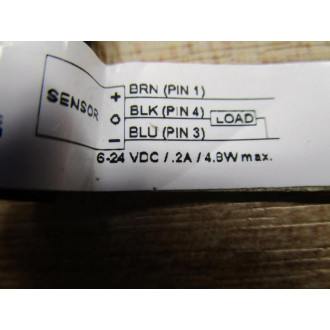 SENSOR
+ BRN (PIN 1)
O BLK (PIN 4) LOAD
– BLU (PIN 3)
6-24 VDC / .2A / 4.8W max.